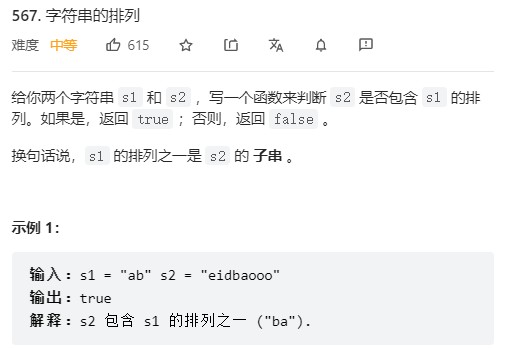 567. 字符串的排列
难度 中等 615
给你两个字符串 s1 和 s2 ，写一个函数来判断 s2 是否包含 s1 的排
列。如果是，返回 true ；否则，返回 false 。
换句话说，s1 的排列之一是 s2 的 子串 。
示例 1：
输入：s1 = "ab" s2 = "eidbaooo"
输出：true
解释：s2 包含 s1 的排列之一 ("ba").